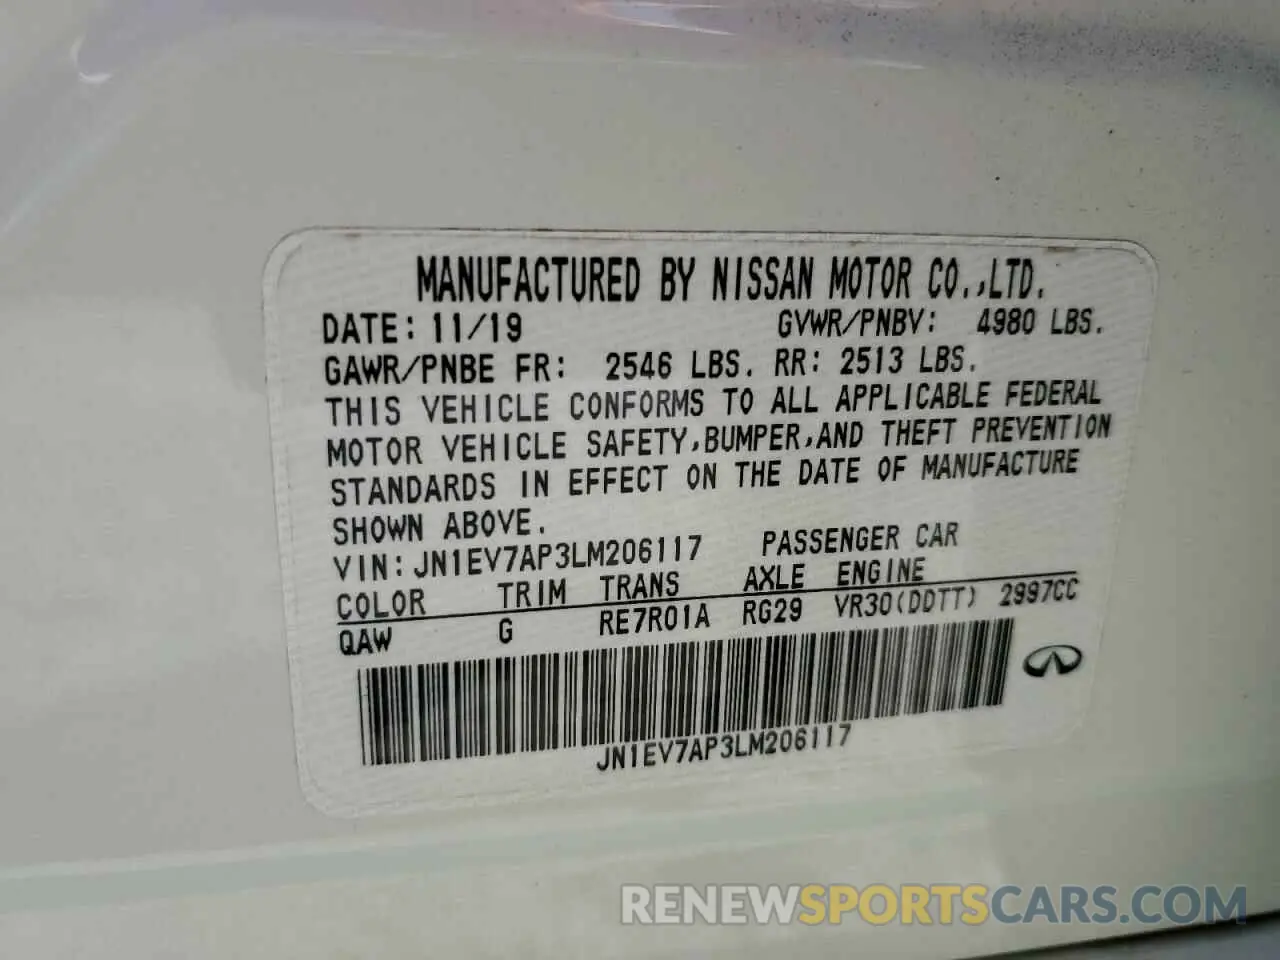 MANUFACTURED BY NISSAN MOTOR CO.,LTD.
DATE: 11/19 GVWR/PNBV: 4980 LBS.
GAWR/PNBE FR: 2546 LBS. RR: 2513 LBS.
THIS VEHICLE CONFORMS TO ALL APPLICABLE FEDERAL
MOTOR VEHICLE SAFETY,BUMPER,AND THEFT PREVENTION
STANDARDS IN EFFECT ON THE DATE OF MANUFACTURE
SHOWN ABOVE.
VIN: JN1EV7AP3LM206117 PASSENGER CAR
COLOR TRIM TRANS AXLE ENGINE
QAW G RE7R01A RG29 VR30(DDTT) 2997CC
JN1EV7AP3LM206117
RENEWSPORTSCARS.COM